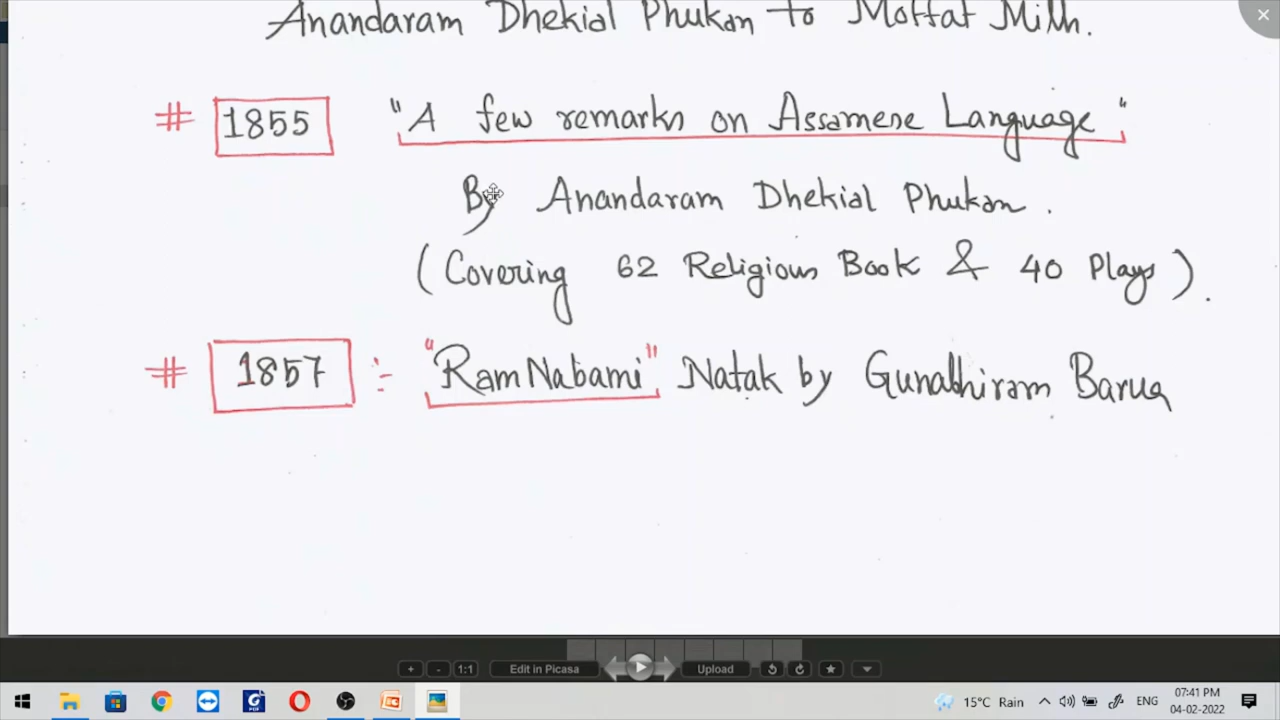 Anandaram Dhekial Phukan to Moffat Milh.
# 1855 "A few remarks on Assamese Language"
By Anandaram Dhekial Phukan.
(Covering 62 Religious Book & 40 Plays).
# 1857 :- "Ram Nabami" Natak by Gunabhiram Barua
+ - 1:1 Edit in Picasa Upload
15°C Rain ENG 07:41 PM
04-02-2022